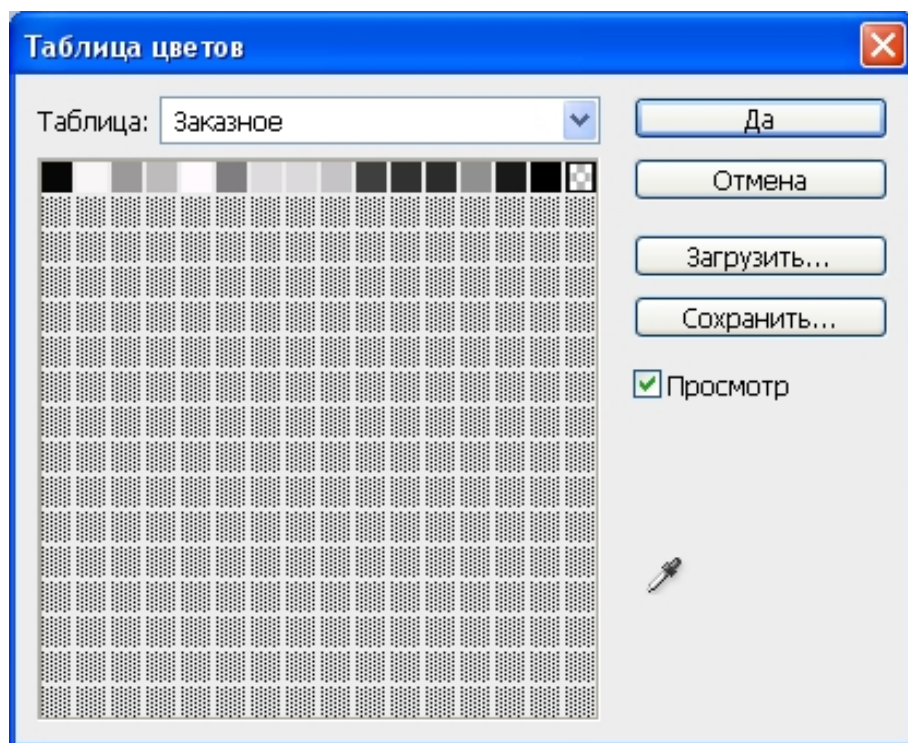 Таблица цветов
Таблица: Заказное
Да
Отмена
Загрузить...
Сохранить...
Просмотр